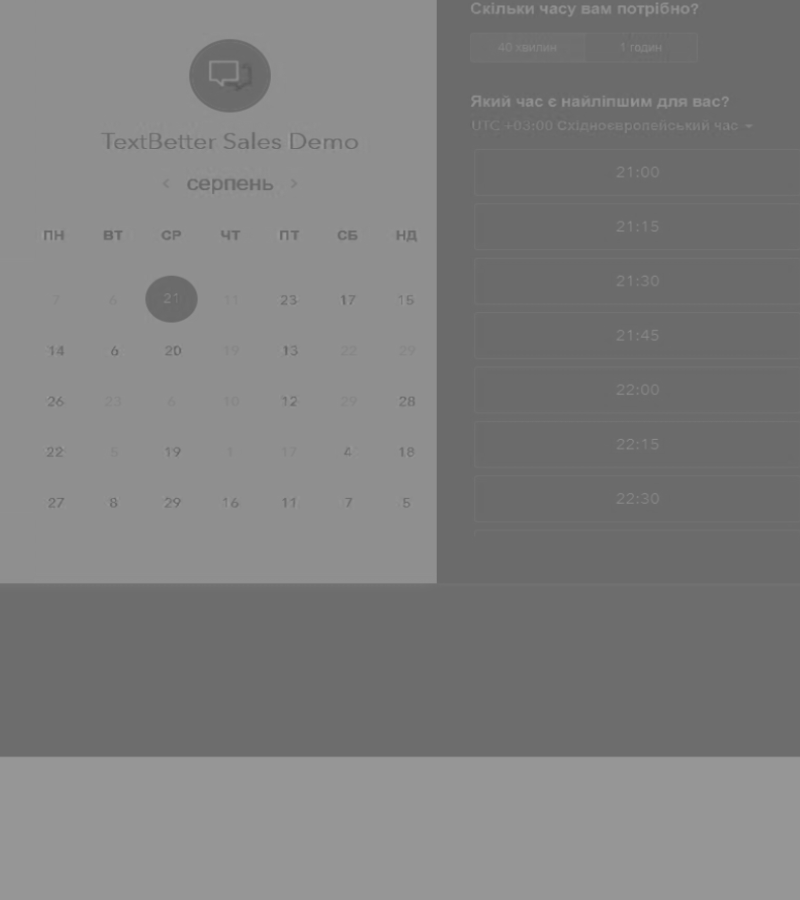 TextBetter Sales Demo
< серпень >
ПН ВТ СР ЧТ ПТ СБ НД
7 6 21 11 23 17 15
14 6 20 19 13 22 29
26 23 6 10 12 29 28
22 5 19 1 17 4 18
27 8 29 16 11 7 5
Скільки часу вам потрібно?
40 хвилин 1 годин
Який час є найліпшим для вас?
UTC +03:00 Східноєвропейський час
21:00
21:15
21:30
21:45
22:00
22:15
22:30